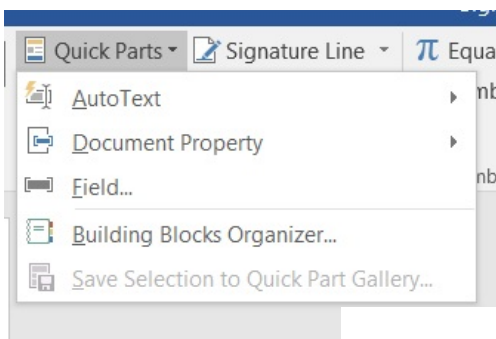 Quick Parts Signature Line π Equa
AutoText
Document Property
Field...
Building Blocks Organizer...
Save Selection to Quick Part Gallery...